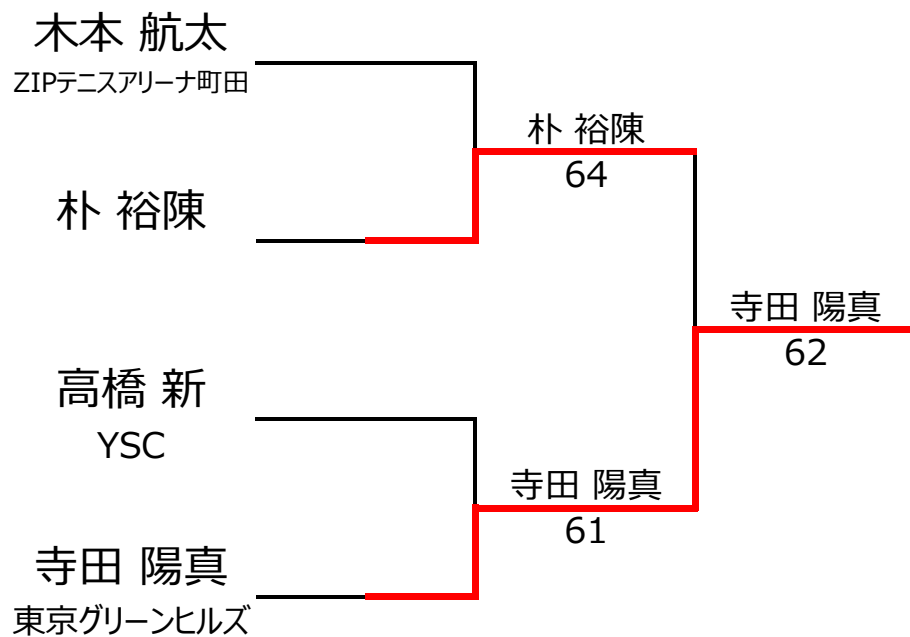 木本 航太
ZIPテニスアリーナ町田
朴 裕陳
64
朴 裕陳
寺田 陽真
62
高橋 新
YSC
寺田 陽真
61
寺田 陽真
東京グリーンヒルズ